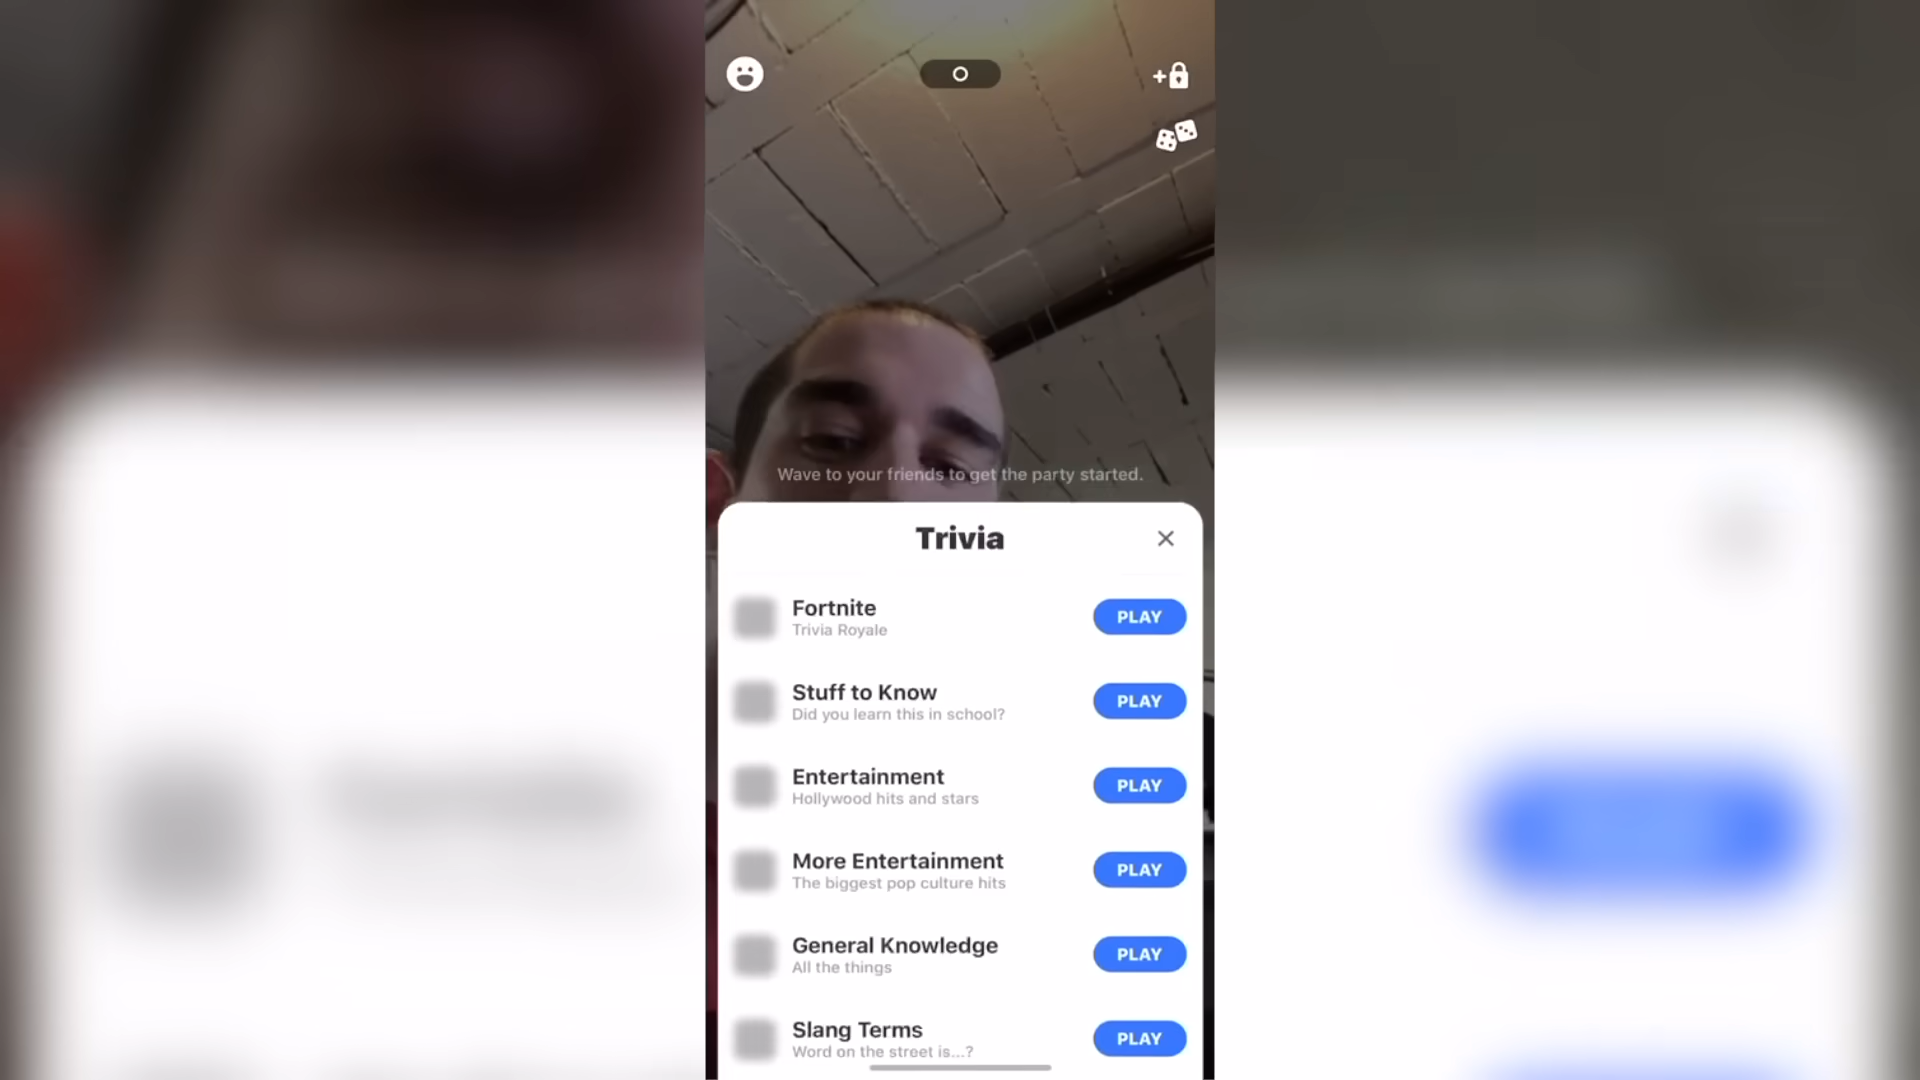 Wave to your friends to get the party started.
Trivia
Fortnite
Trivia Royale
PLAY
Stuff to Know
Did you learn this in school?
PLAY
Entertainment
Hollywood hits and stars
PLAY
More Entertainment
The biggest pop culture hits
PLAY
General Knowledge
All the things
PLAY
Slang Terms
Word on the street is...?
PLAY